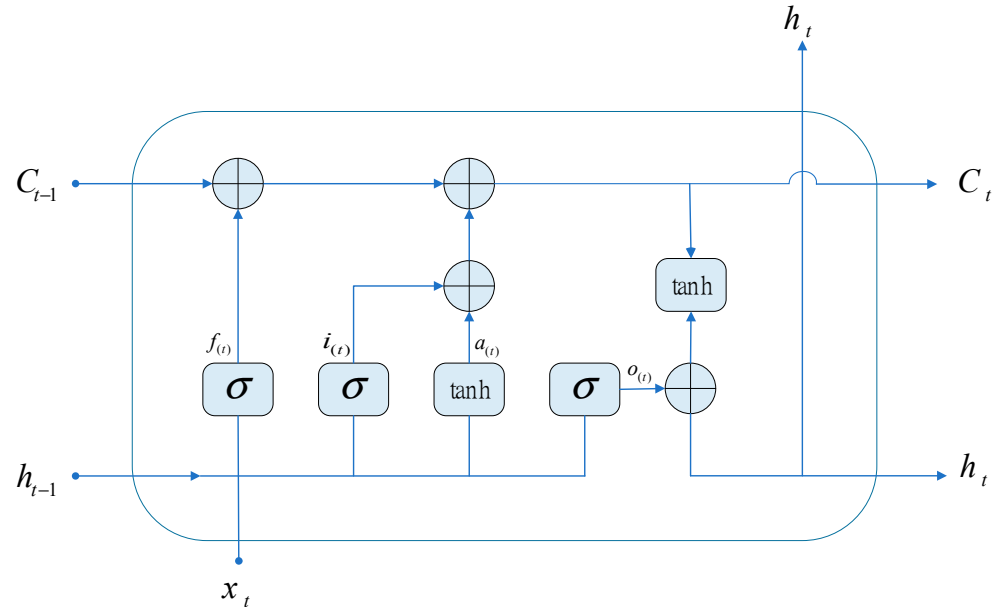 h_t
C_{t-1}
C_t
tanh
f_{(t)}
i_{(t)}
a_{(t)}
σ
σ
tanh
σ
o_{(t)}
h_{t-1}
h_t
x_t